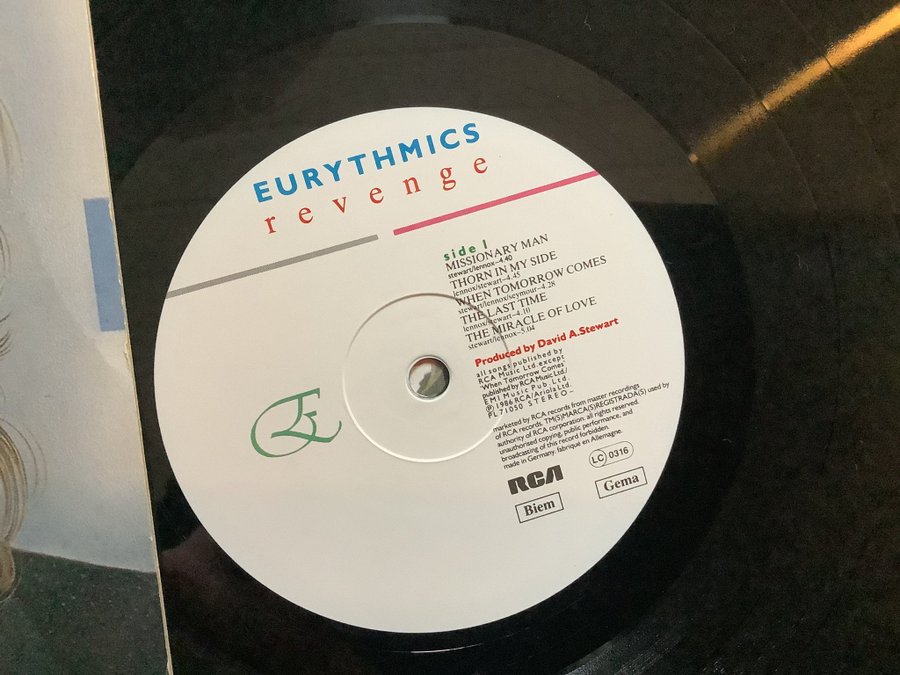 EURYTHMICS
revenge
side 1
MISSIONARY MAN
stewart/lennox–4.40
THORN IN MY SIDE
lennox/stewart–4.45
WHEN TOMORROW COMES
stewart/lennox/seymour–4.28
THE LAST TIME
lennox/stewart–4.10
THE MIRACLE OF LOVE
stewart/lennox–5.04
Produced by David A.Stewart
all songs published by
RCA Music Ltd except
"When Tomorrow Comes"
published by RCA Music Ltd./
EMI Music Pub. Ltd.
℗ 1986 RCA/Ariola Ltd.
PL 71050 STEREO–
marketed by RCA records from master recordings
of RCA records. TM(S)MARCA(S)REGISTRADA(S) used by
authority of RCA corporation. all rights reserved.
unauthorised copying, public performance, and
broadcasting of this record forbidden.
made in Germany. fabriqué en Allemagne.
LC 0316
RCA
Biem
Gema